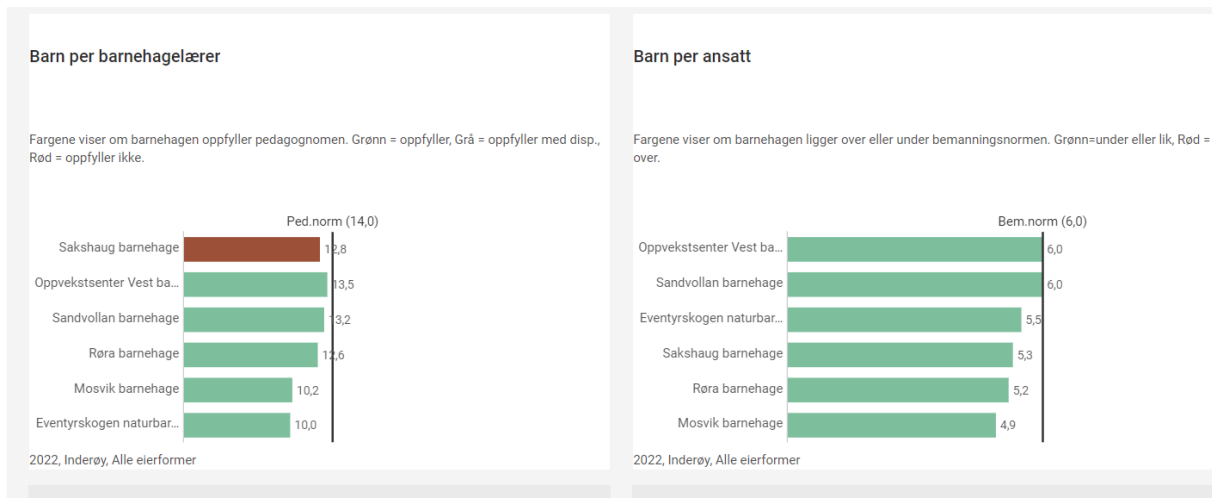 Barn per barnehagelærer
Fargene viser om barnehagen oppfyller pedagognomen. Grønn = oppfyller, Grå = oppfyller med disp.,
Rød = oppfyller ikke.
Ped.norm (14,0)
Sakshaug barnehage 12,8
Oppvekstsenter Vest ba... 13,5
Sandvollan barnehage 13,2
Røra barnehage 12,6
Mosvik barnehage 10,2
Eventyrskogen naturbar... 10,0
2022, Inderøy, Alle eierformer
Barn per ansatt
Fargene viser om barnehagen ligger over eller under bemanningsnormen. Grønn=under eller lik, Rød =
over.
Bem.norm (6,0)
Oppvekstsenter Vest ba... 6,0
Sandvollan barnehage 6,0
Eventyrskogen naturbar... 5,5
Sakshaug barnehage 5,3
Røra barnehage 5,2
Mosvik barnehage 4,9
2022, Inderøy, Alle eierformer